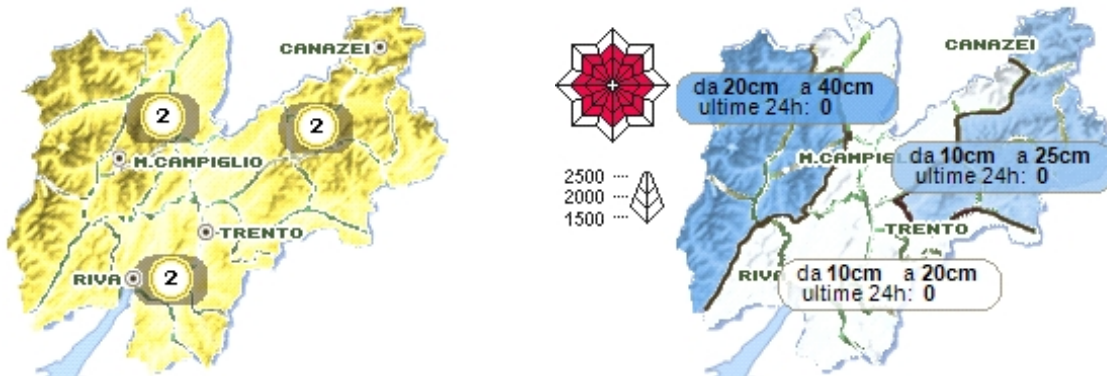 CANAZEI
2
2
M.CAMPIGLIO
TRENTO
RIVA
2
CANAZEI
da 20cm a 40cm
ultime 24h: 0
M.CAMPIGL
da 10cm a 25cm
ultime 24h: 0
2500
2000
1500
TRENTO
RIVA
da 10cm a 20cm
ultime 24h: 0